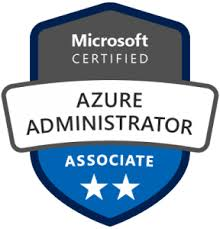 Microsoft
CERTIFIED
AZURE
ADMINISTRATOR
ASSOCIATE